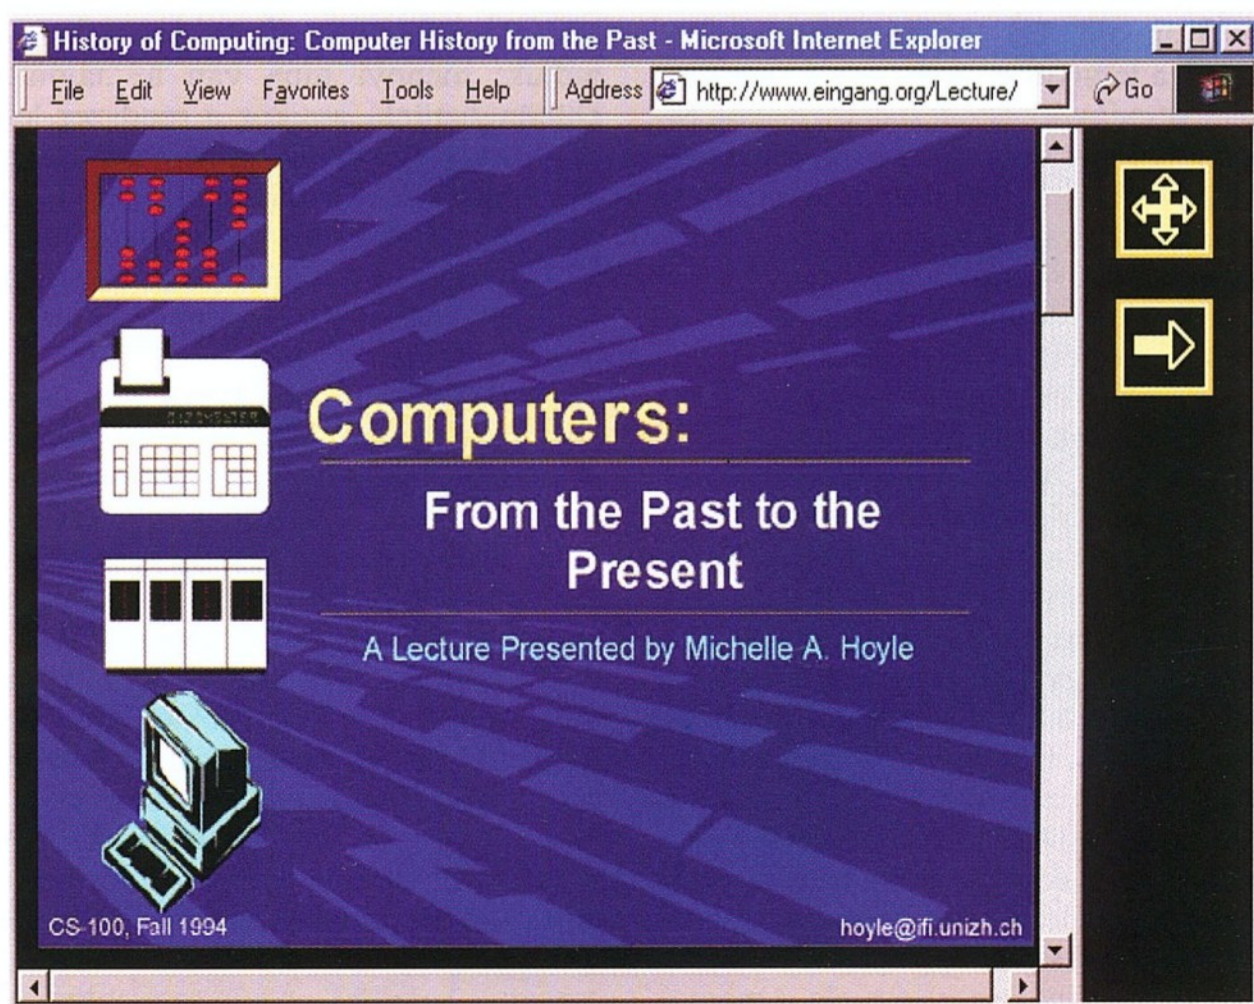 History of Computing: Computer History from the Past - Microsoft Internet Explorer
File Edit View Favorites Tools Help Address http://www.eingang.org/Lecture/ Go
Computers:
From the Past to the
Present
A Lecture Presented by Michelle A. Hoyle
CS-100, Fall 1994
hoyle@ifi.unizh.ch